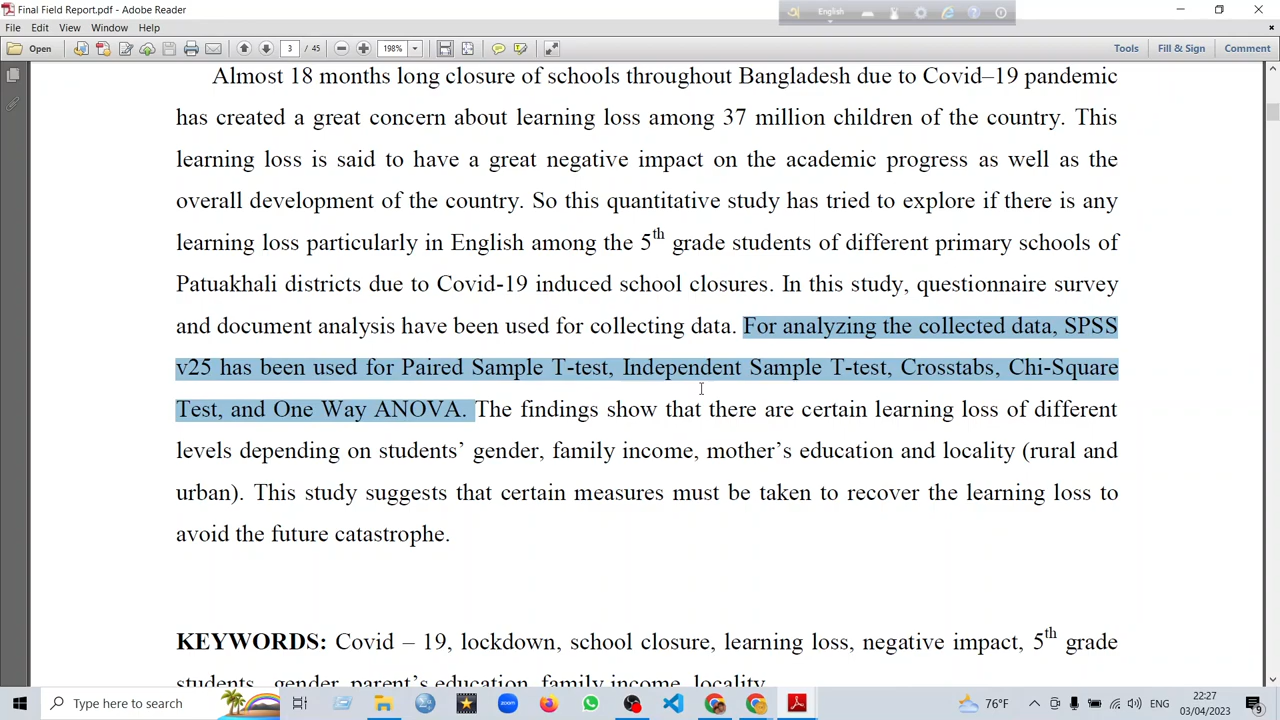 Final Field Report.pdf - Adobe Reader
English
File Edit View Window Help
Open 3 / 45 198% Tools Fill & Sign Comment
Almost 18 months long closure of schools throughout Bangladesh due to Covid–19 pandemic
has created a great concern about learning loss among 37 million children of the country. This
learning loss is said to have a great negative impact on the academic progress as well as the
overall development of the country. So this quantitative study has tried to explore if there is any
learning loss particularly in English among the 5th grade students of different primary schools of
Patuakhali districts due to Covid-19 induced school closures. In this study, questionnaire survey
and document analysis have been used for collecting data. For analyzing the collected data, SPSS
v25 has been used for Paired Sample T-test, Independent Sample T-test, Crosstabs, Chi-Square
Test, and One Way ANOVA. The findings show that there are certain learning loss of different
levels depending on students’ gender, family income, mother’s education and locality (rural and
urban). This study suggests that certain measures must be taken to recover the learning loss to
avoid the future catastrophe.
KEYWORDS: Covid – 19, lockdown, school closure, learning loss, negative impact, 5th grade
students, gender, parent’s education, family income, locality
Type here to search
zoom
76°F
ENG
22:27
03/04/2023
9